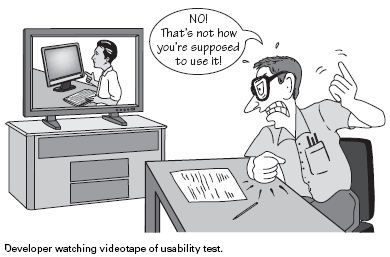 NO!
That's not how
you're supposed
to use it!
Developer watching videotape of usability test.